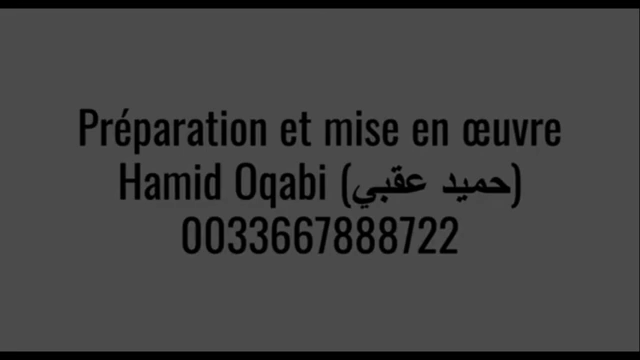 Préparation et mise en œuvre
Hamid Oqabi (حميد عقبي)
0033667888722